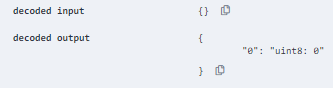 decoded input {}
decoded output {
"0": "uint8: 0"
}